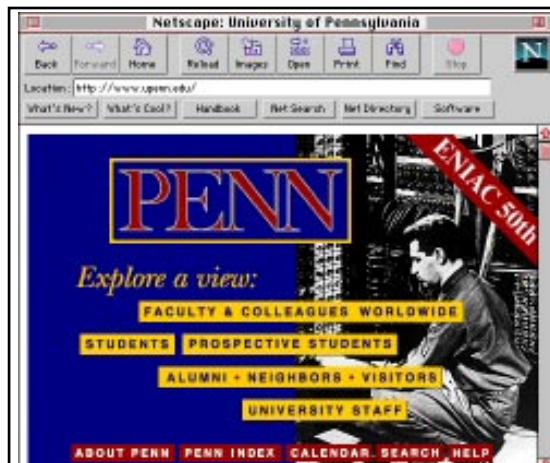 Netscape: University of Pennsylvania
Back Forward Home Reload Images Open Print Find Stop
N
Location: http://www.upenn.edu/
What's New? What's Cool? Handbook Net Search Net Directory Software
ENIAC 50th
PENN
Explore a view:
FACULTY & COLLEAGUES WORLDWIDE
STUDENTS PROSPECTIVE STUDENTS
ALUMNI • NEIGHBORS • VISITORS
UNIVERSITY STAFF
ABOUT PENN PENN INDEX CALENDAR SEARCH HELP